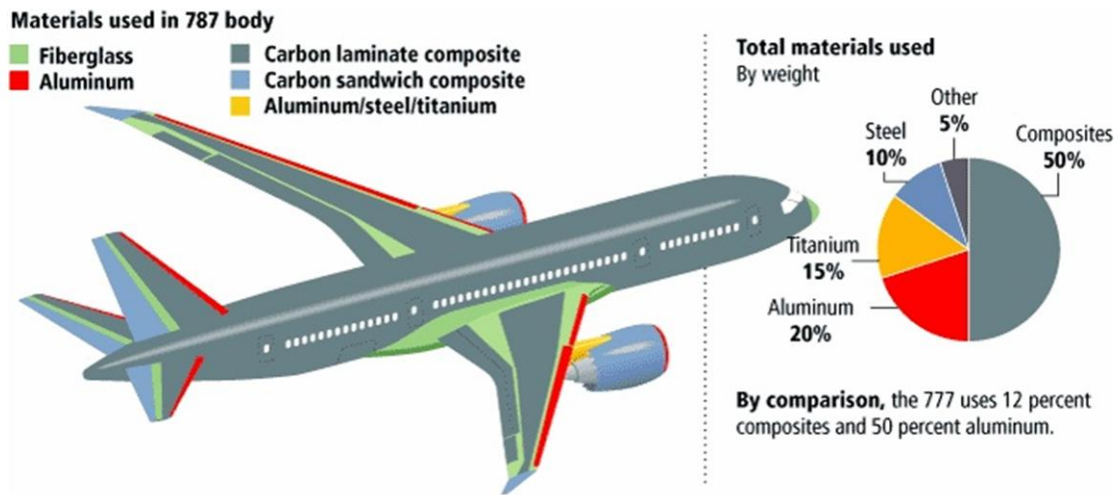 Materials used in 787 body
Fiberglass
Aluminum
Carbon laminate composite
Carbon sandwich composite
Aluminum/steel/titanium
Total materials used
By weight
Other
5%
Steel
10%
Composites
50%
Titanium
15%
Aluminum
20%
By comparison, the 777 uses 12 percent
composites and 50 percent aluminum.